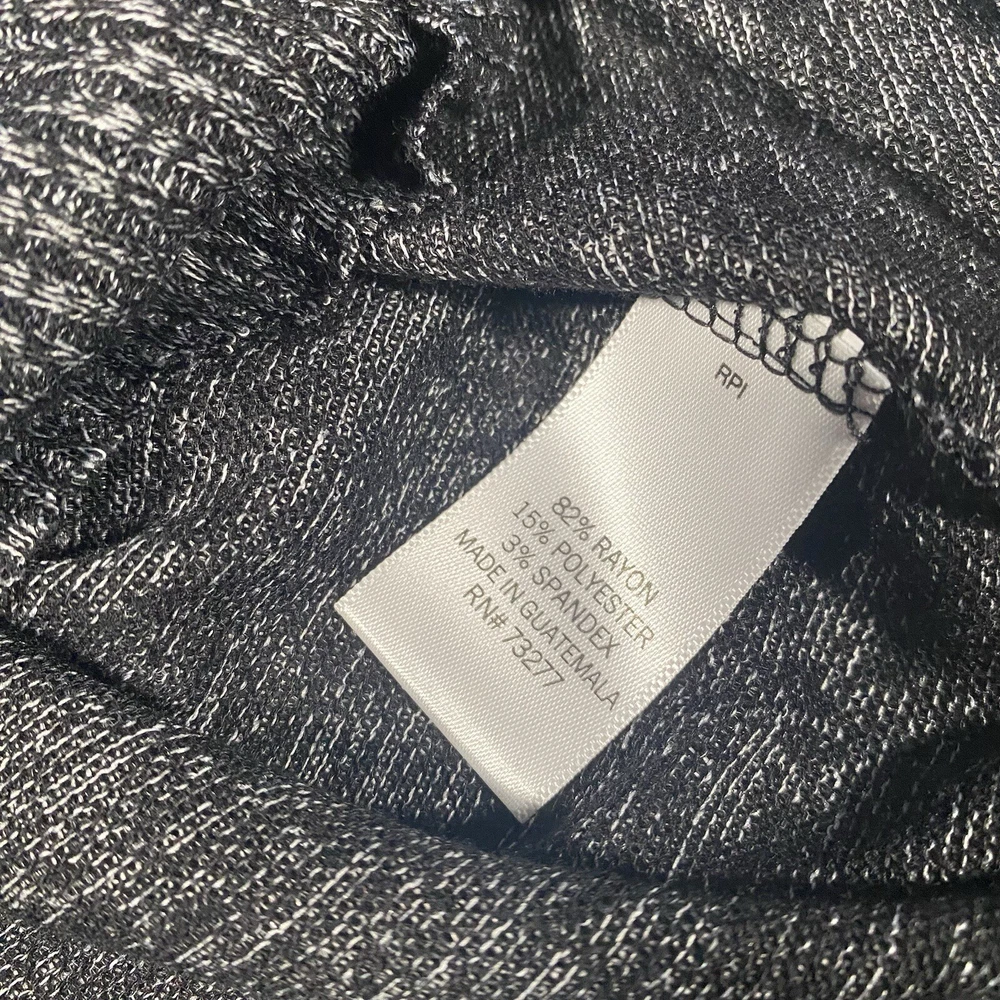 RPI
82% RAYON
15% POLYESTER
3% SPANDEX
MADE IN GUATEMALA
RN# 73277